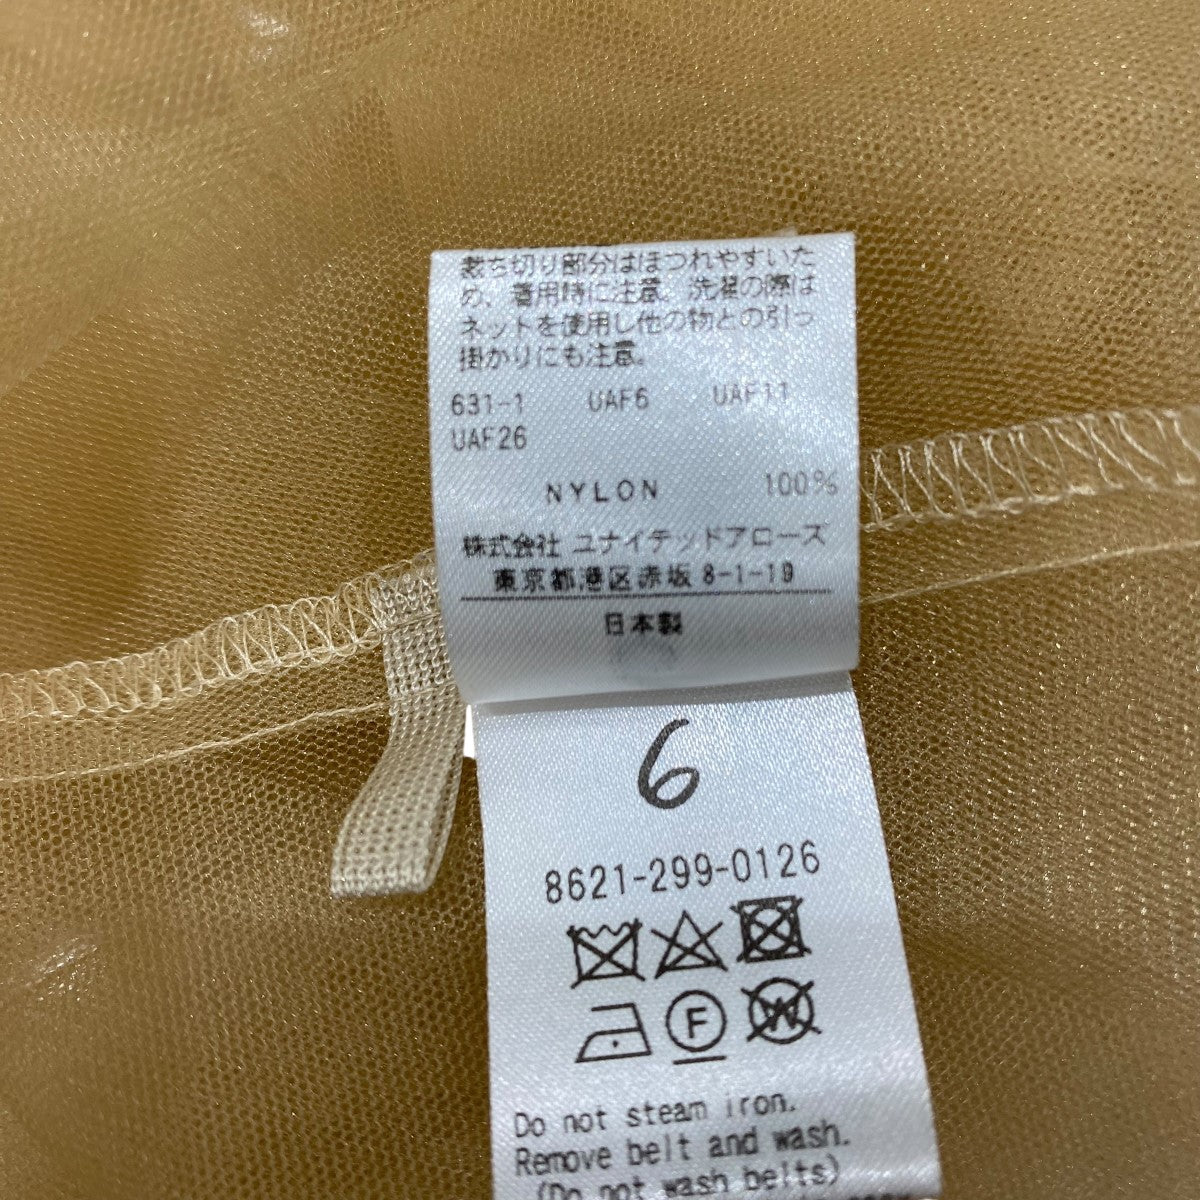 裁ち切り部分はほつれやすいた
め、着用時に注意。洗濯の際は
ネットを使用し他の物との引っ
掛かりにも注意。
631-1 UAF6 UAF11
UAF26
NYLON 100%
株式会社 ユナイテッドアローズ
東京都港区赤坂8-1-19
日本製
6
8621-299-0126
F
W
Do not steam iron.
Remove belt and wash.
(Do not wash belts)